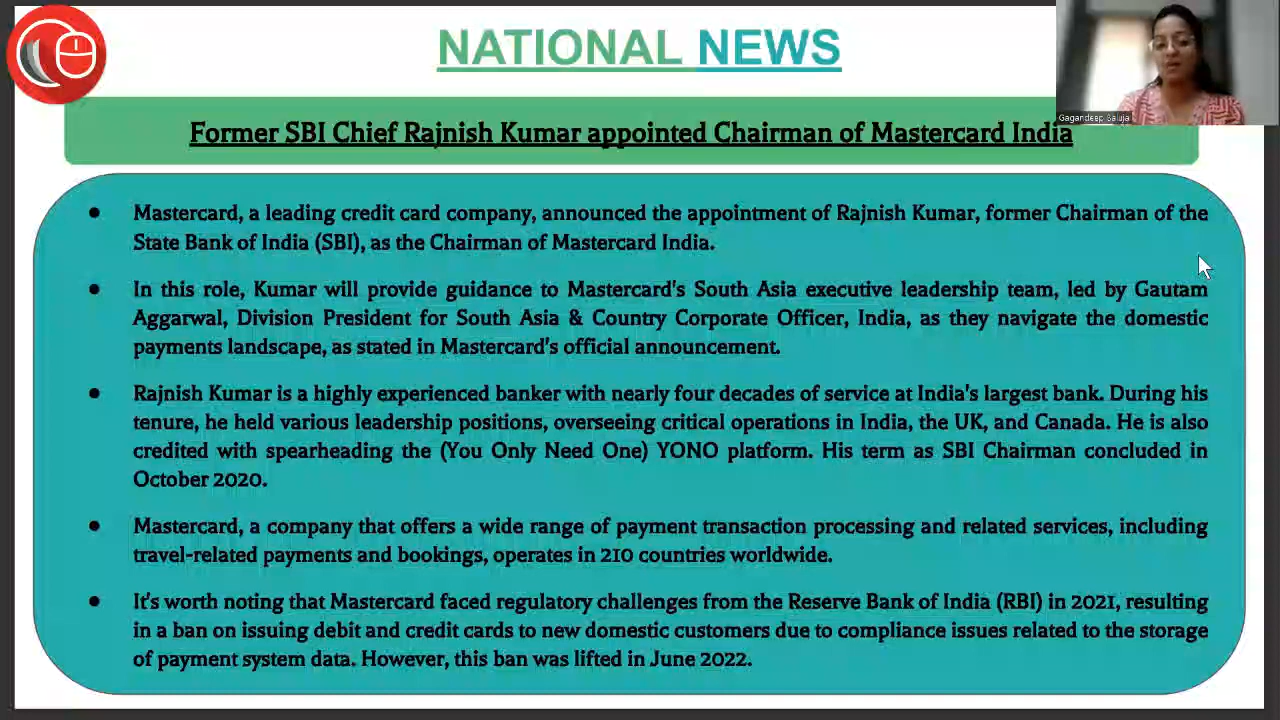 NATIONAL NEWS
Gagandeep Saluja
Former SBI Chief Rajnish Kumar appointed Chairman of Mastercard India
• Mastercard, a leading credit card company, announced the appointment of Rajnish Kumar, former Chairman of the
State Bank of India (SBI), as the Chairman of Mastercard India.
• In this role, Kumar will provide guidance to Mastercard's South Asia executive leadership team, led by Gautam
Aggarwal, Division President for South Asia & Country Corporate Officer, India, as they navigate the domestic
payments landscape, as stated in Mastercard's official announcement.
• Rajnish Kumar is a highly experienced banker with nearly four decades of service at India's largest bank. During his
tenure, he held various leadership positions, overseeing critical operations in India, the UK, and Canada. He is also
credited with spearheading the (You Only Need One) YONO platform. His term as SBI Chairman concluded in
October 2020.
• Mastercard, a company that offers a wide range of payment transaction processing and related services, including
travel-related payments and bookings, operates in 210 countries worldwide.
• It's worth noting that Mastercard faced regulatory challenges from the Reserve Bank of India (RBI) in 2021, resulting
in a ban on issuing debit and credit cards to new domestic customers due to compliance issues related to the storage
of payment system data. However, this ban was lifted in June 2022.